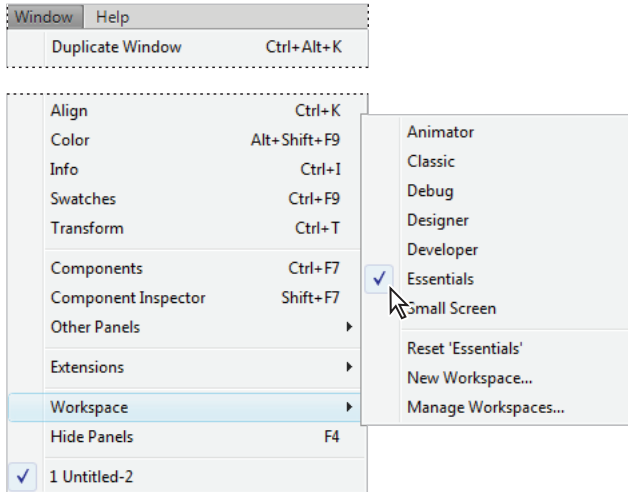 Window Help
Duplicate Window Ctrl+Alt+K
Align Ctrl+K
Color Alt+Shift+F9
Info Ctrl+I
Swatches Ctrl+F9
Transform Ctrl+T
Components Ctrl+F7
Component Inspector Shift+F7
Other Panels
Extensions
Workspace
Hide Panels F4
1 Untitled-2
Animator
Classic
Debug
Designer
Developer
Essentials
Small Screen
Reset 'Essentials'
New Workspace...
Manage Workspaces...